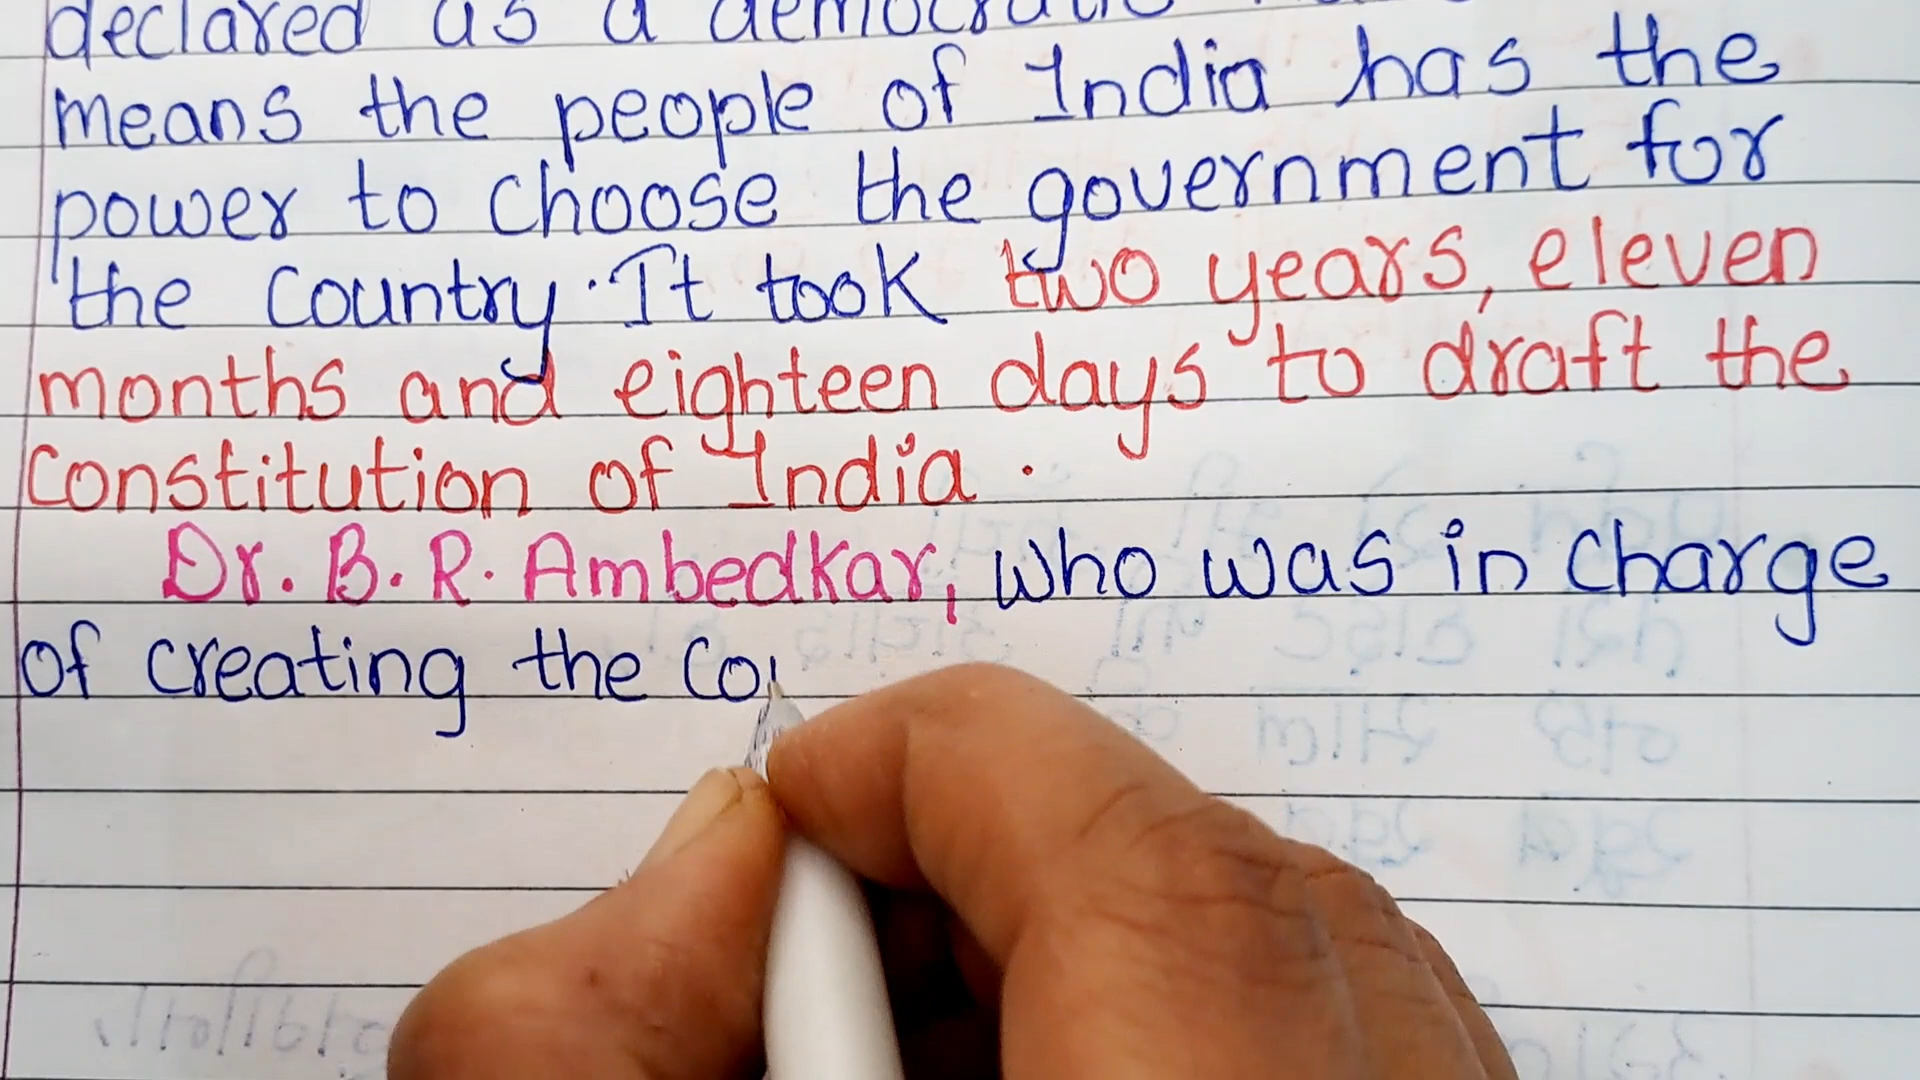 declared as a democratic
means the people of India has the
power to choose the government for
the country. It took two years, eleven
months and eighteen days to draft the
constitution of India.
Dr. B. R. Ambedkar, who was in charge
of creating the